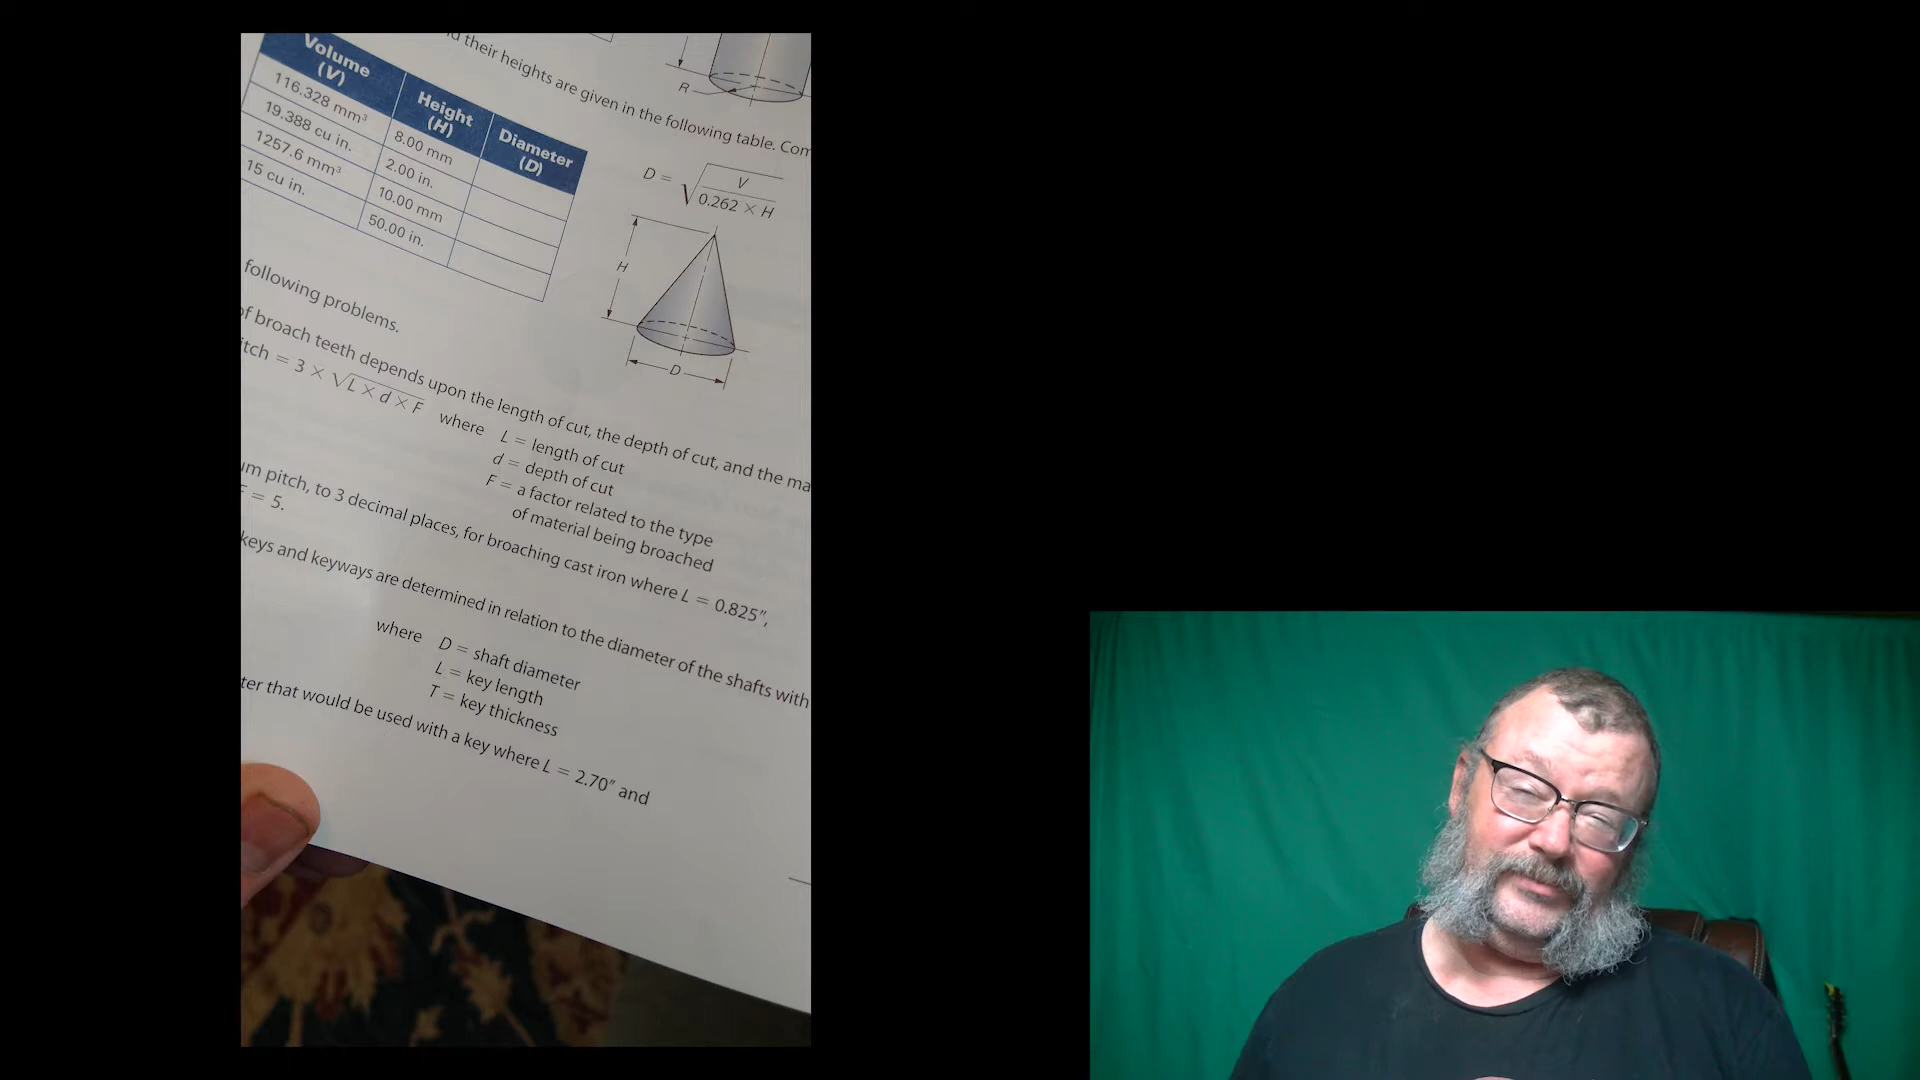 nd their heights are given in the following table. Com
Volume (V) Height (H) Diameter (D)
116.328 mm³ 8.00 mm
19.388 cu in. 2.00 in.
1257.6 mm³ 10.00 mm
15 cu in. 50.00 in.
R
D = √ V / 0.262 × H
H
D
following problems.
of broach teeth depends upon the length of cut, the depth of cut, and the ma
itch = 3 × √L × d × F where L = length of cut
d = depth of cut
F = a factor related to the type
of material being broached
um pitch, to 3 decimal places, for broaching cast iron where L = 0.825″,
F = 5.
keys and keyways are determined in relation to the diameter of the shafts with
where D = shaft diameter
L = key length
T = key thickness
ter that would be used with a key where L = 2.70″ and